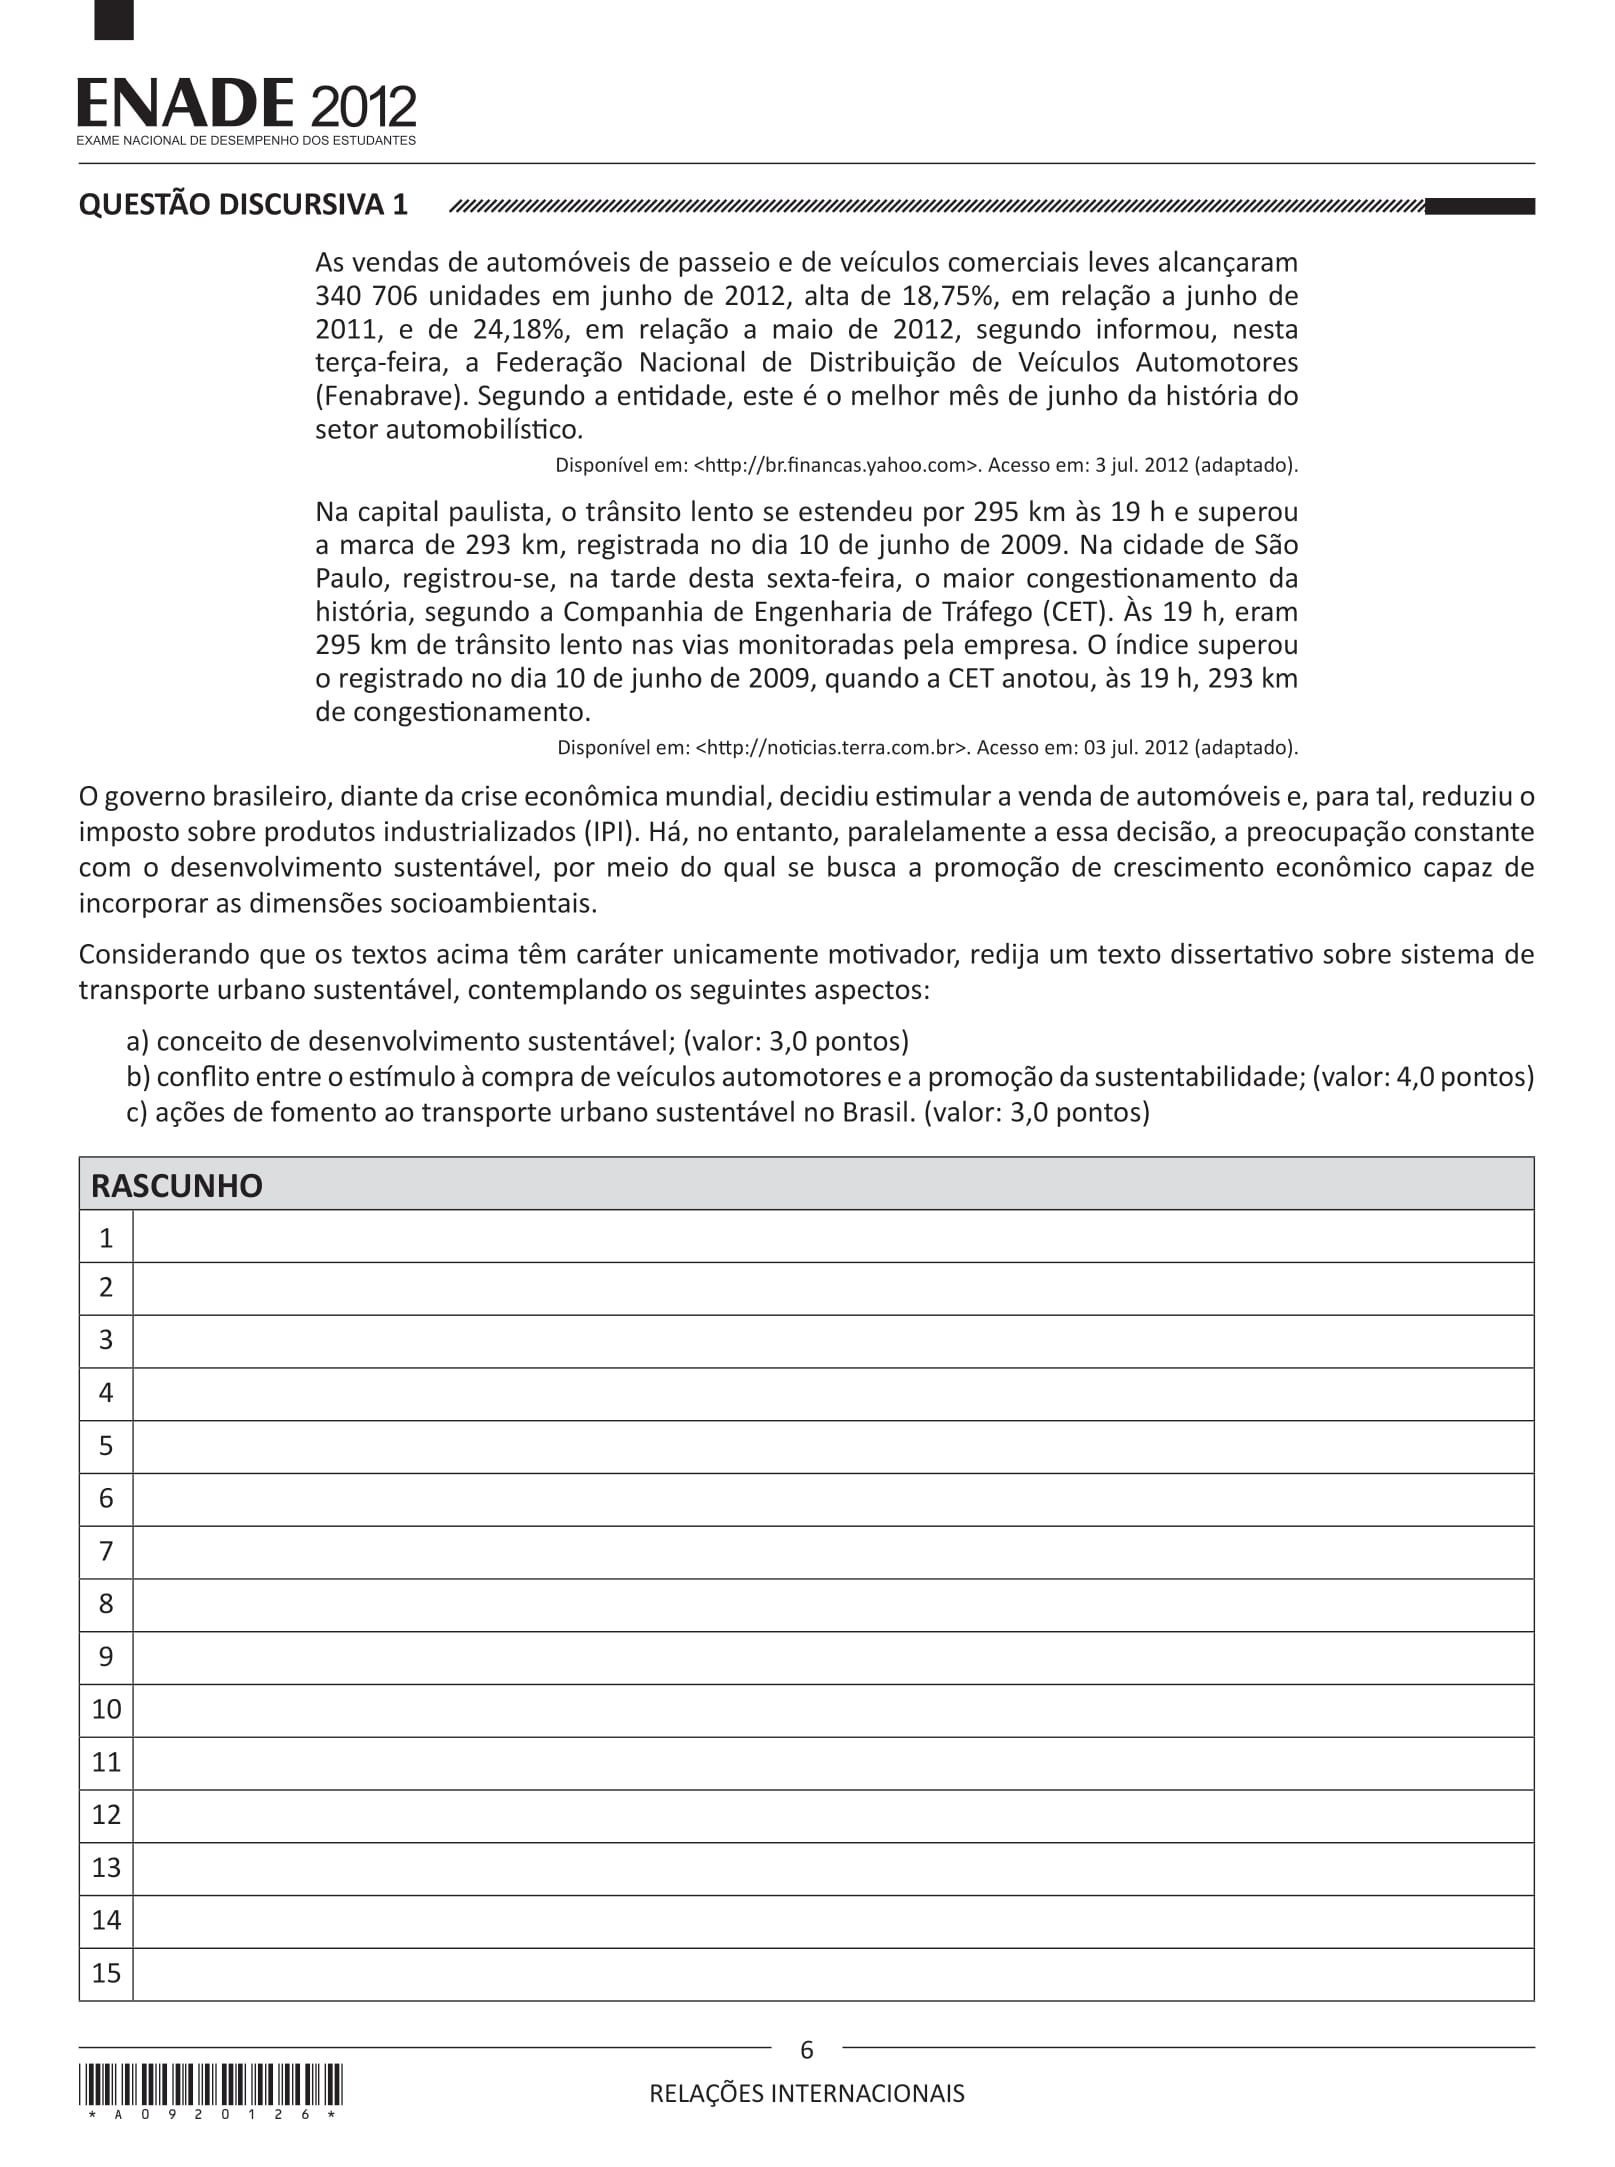 ENADE 2012
EXAME NACIONAL DE DESEMPENHO DOS ESTUDANTES
QUESTÃO DISCURSIVA 1
As vendas de automóveis de passeio e de veículos comerciais leves alcançaram
340 706 unidades em junho de 2012, alta de 18,75%, em relação a junho de
2011, e de 24,18%, em relação a maio de 2012, segundo informou, nesta
terça-feira, a Federação Nacional de Distribuição de Veículos Automotores
(Fenabrave). Segundo a entidade, este é o melhor mês de junho da história do
setor automobilístico.
Disponível em: <http://br.financas.yahoo.com>. Acesso em: 3 jul. 2012 (adaptado).
Na capital paulista, o trânsito lento se estendeu por 295 km às 19 h e superou
a marca de 293 km, registrada no dia 10 de junho de 2009. Na cidade de São
Paulo, registrou-se, na tarde desta sexta-feira, o maior congestionamento da
história, segundo a Companhia de Engenharia de Tráfego (CET). Às 19 h, eram
295 km de trânsito lento nas vias monitoradas pela empresa. O índice superou
o registrado no dia 10 de junho de 2009, quando a CET anotou, às 19 h, 293 km
de congestionamento.
Disponível em: <http://noticias.terra.com.br>. Acesso em: 03 jul. 2012 (adaptado).
O governo brasileiro, diante da crise econômica mundial, decidiu estimular a venda de automóveis e, para tal, reduziu o
imposto sobre produtos industrializados (IPI). Há, no entanto, paralelamente a essa decisão, a preocupação constante
com o desenvolvimento sustentável, por meio do qual se busca a promoção de crescimento econômico capaz de
incorporar as dimensões socioambientais.
Considerando que os textos acima têm caráter unicamente motivador, redija um texto dissertativo sobre sistema de
transporte urbano sustentável, contemplando os seguintes aspectos:
a) conceito de desenvolvimento sustentável; (valor: 3,0 pontos)
b) conflito entre o estímulo à compra de veículos automotores e a promoção da sustentabilidade; (valor: 4,0 pontos)
c) ações de fomento ao transporte urbano sustentável no Brasil. (valor: 3,0 pontos)
RASCUNHO
1
2
3
4
5
6
7
8
9
10
11
12
13
14
15
6
RELAÇÕES INTERNACIONAIS
* A 0 9 2 0 1 2 6 *